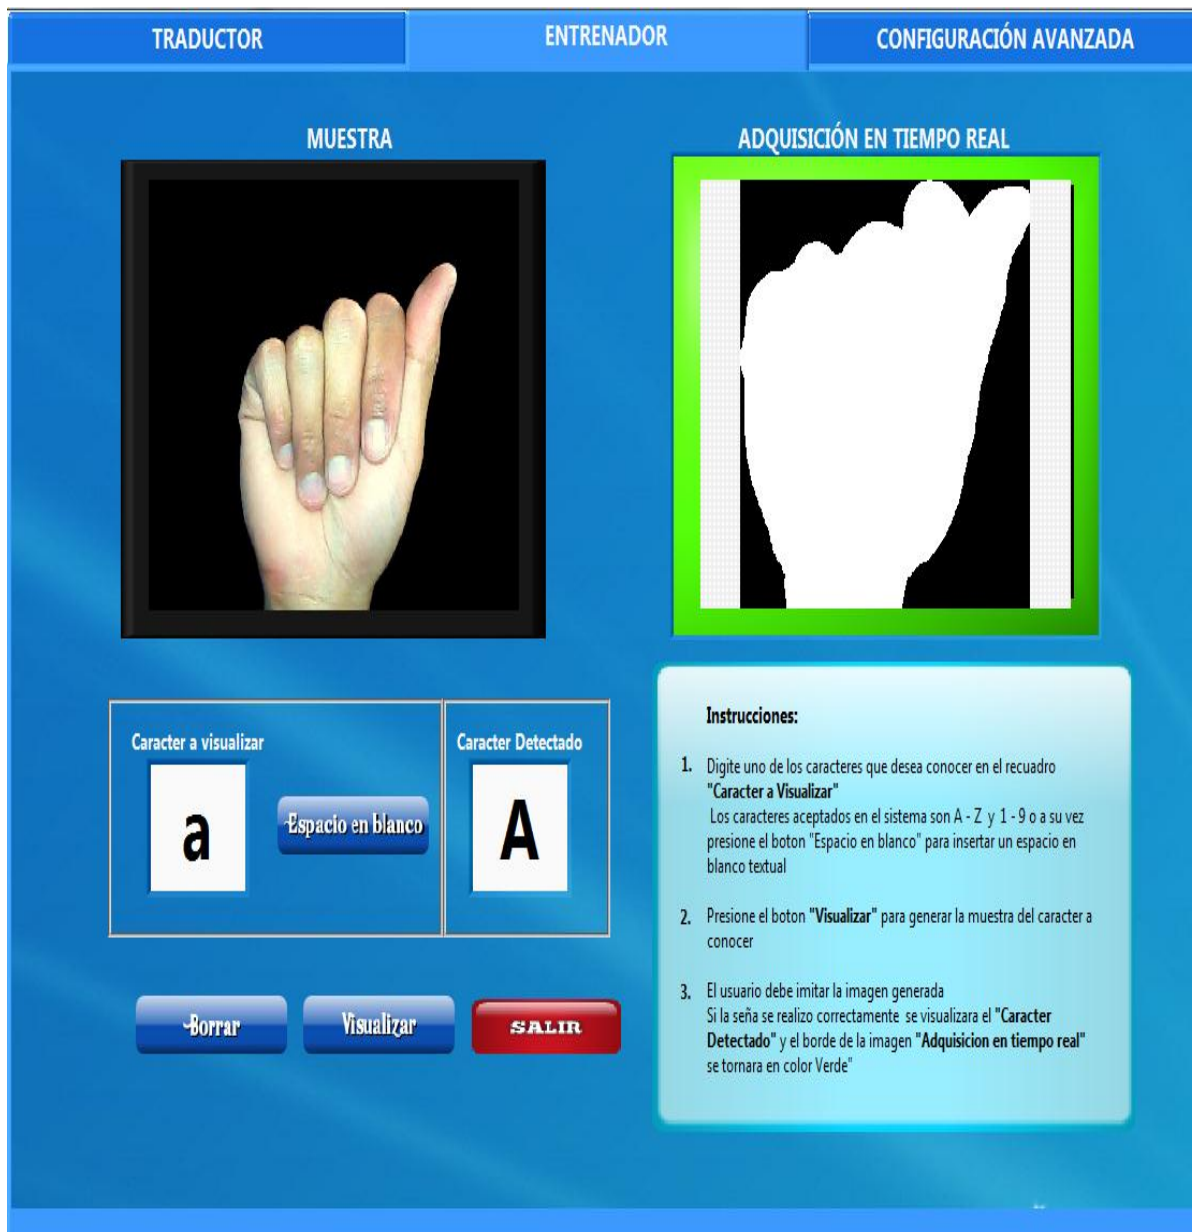 TRADUCTOR
ENTRENADOR
CONFIGURACIÓN AVANZADA
MUESTRA
ADQUISICIÓN EN TIEMPO REAL
Caracter a visualizar
a
Espacio en blanco
Caracter Detectado
A
Borrar
Visualizar
SALIR
Instrucciones:
1. Digite uno de los caracteres que desea conocer en el recuadro
"Caracter a Visualizar"
Los caracteres aceptados en el sistema son A - Z y 1 - 9 o a su vez
presione el boton "Espacio en blanco" para insertar un espacio en
blanco textual
2. Presione el boton "Visualizar" para generar la muestra del caracter a
conocer
3. El usuario debe imitar la imagen generada
Si la seña se realizo correctamente se visualizara el "Caracter
Detectado" y el borde de la imagen "Adquisicion en tiempo real"
se tornara en color Verde"